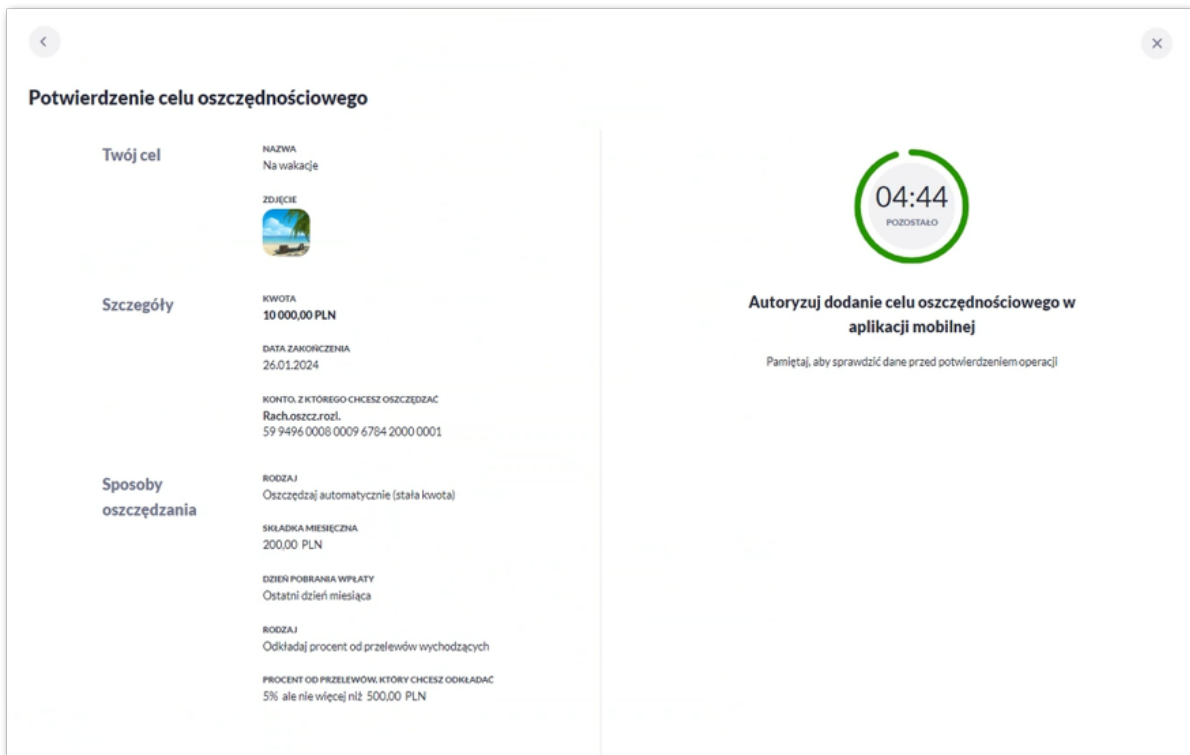 Potwierdzenie celu oszczędnościowego
Twój cel
NAZWA
Na wakacje
ZDJĘCIE
Szczegóły
KWOTA
10 000,00 PLN
DATA ZAKOŃCZENIA
26.01.2024
KONTO, Z KTÓREGO CHCESZ OSZCZĘDZAĆ
Rach.oszcz.rozl.
59 9496 0008 0009 6784 2000 0001
Sposoby
oszczędzania
RODZAJ
Oszczędzaj automatycznie (stała kwota)
SKŁADKA MIESIĘCZNA
200,00 PLN
DZIEŃ POBRANIA WPŁATY
Ostatni dzień miesiąca
RODZAJ
Odkładaj procent od przelewów wychodzących
PROCENT OD PRZELEWÓW, KTÓRY CHCESZ ODKŁADAĆ
5% ale nie więcej niż 500,00 PLN
04:44
POZOSTAŁO
Autoryzuj dodanie celu oszczędnościowego w
aplikacji mobilnej
Pamiętaj, aby sprawdzić dane przed potwierdzeniem operacji